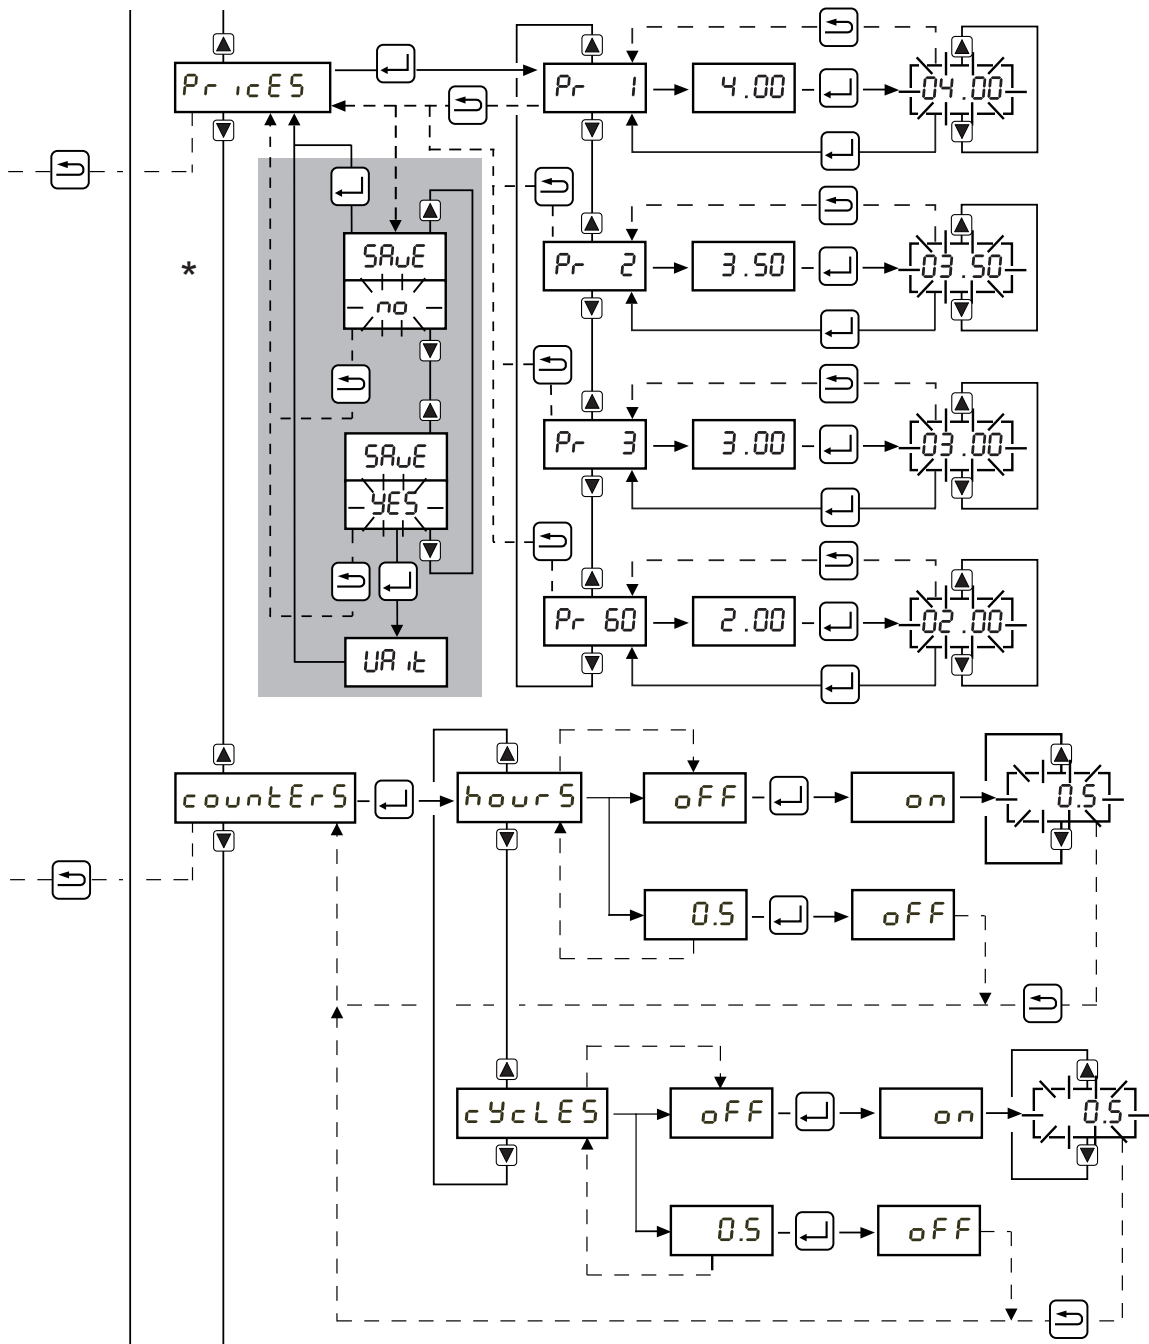 PricES
Pr 1
4.00
04.00
*
SAvE
no
Pr 2
3.50
03.50
SAvE
YES
Pr 3
3.00
03.00
UAit
Pr 60
2.00
02.00
countErS
hourS
oFF
on
0.5
0.5
oFF
cYcLES
oFF
on
0.5
0.5
oFF